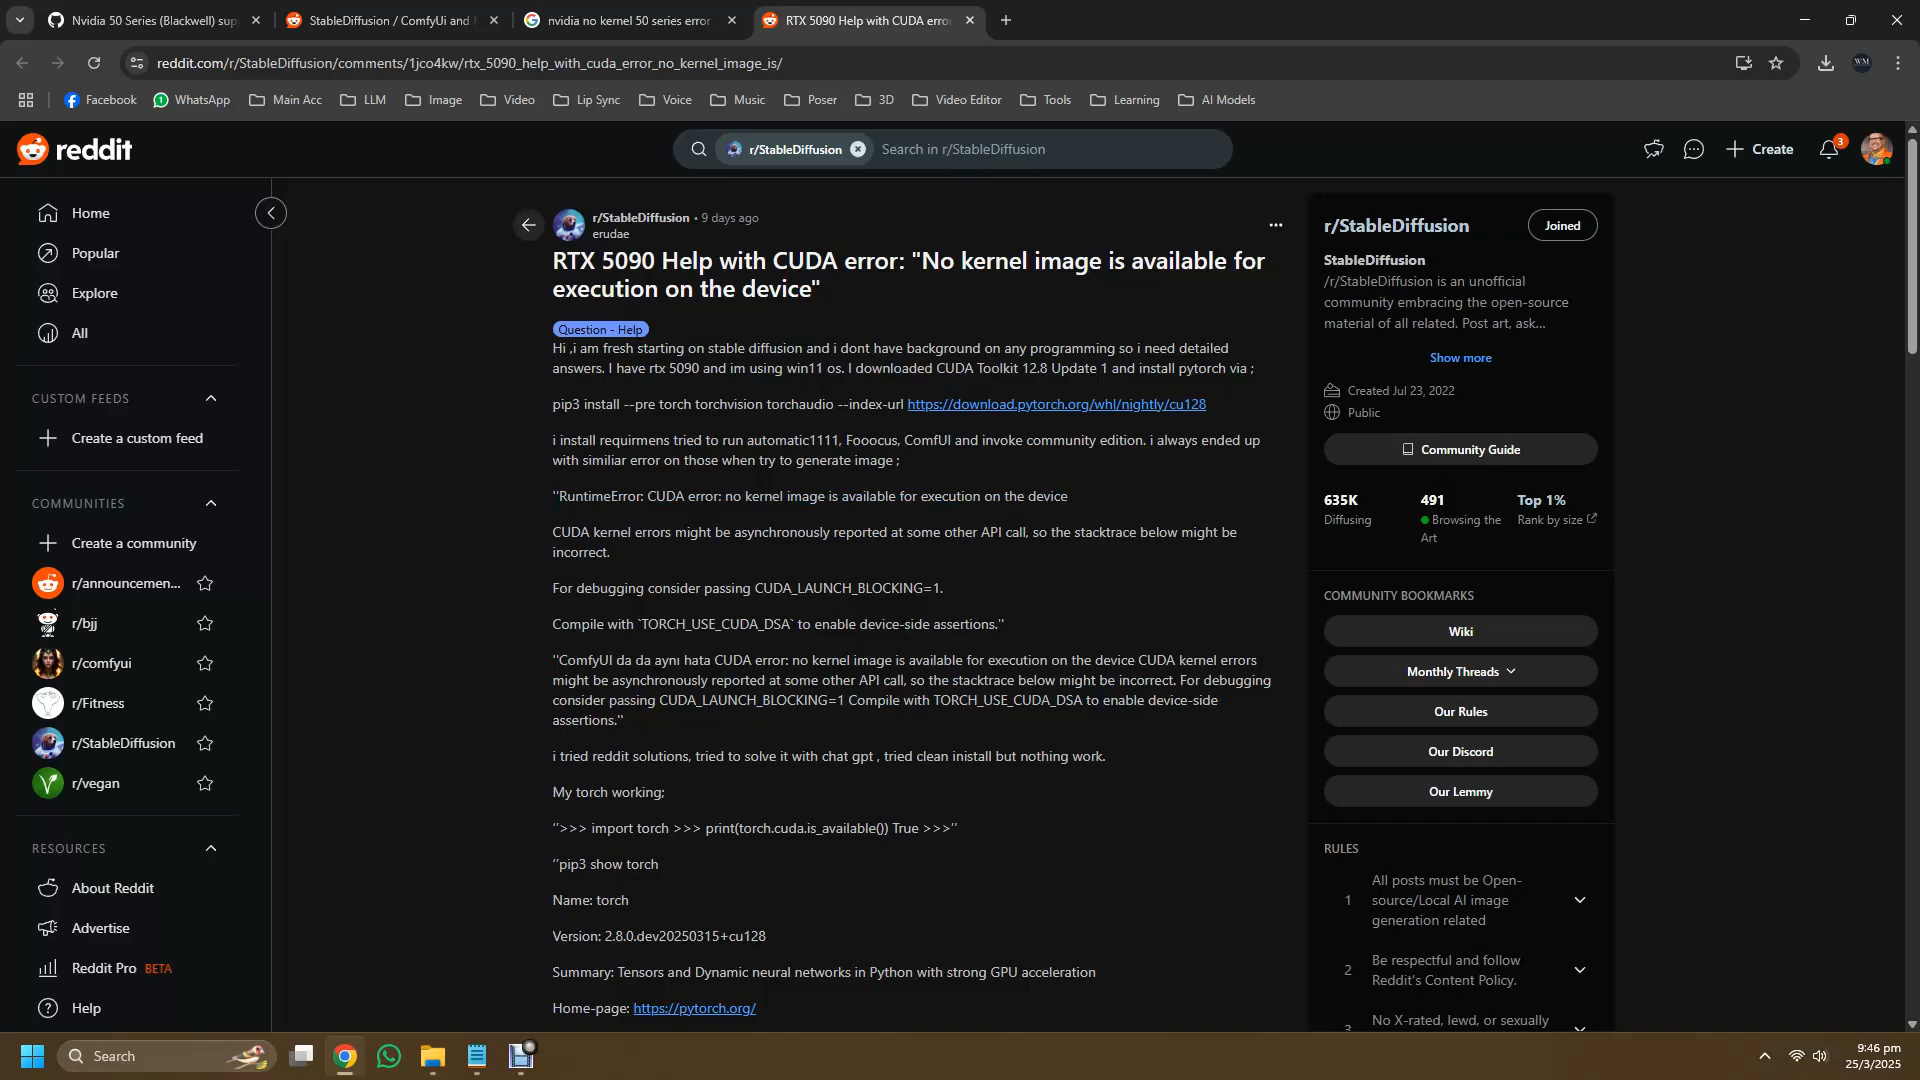 Nvidia 50 Series (Blackwell) sup
StableDiffusion / ComfyUi and
nvidia no kernel 50 series error
RTX 5090 Help with CUDA erro
reddit.com/r/StableDiffusion/comments/1jco4kw/rtx_5090_help_with_cuda_error_no_kernel_image_is/
WM
Facebook
WhatsApp
Main Acc
LLM
Image
Video
Lip Sync
Voice
Music
Poser
3D
Video Editor
Tools
Learning
AI Models
reddit
r/StableDiffusion
Search in r/StableDiffusion
Create
3
Home
Popular
Explore
All
CUSTOM FEEDS
Create a custom feed
COMMUNITIES
Create a community
r/announcemen...
r/bjj
r/comfyui
r/Fitness
r/StableDiffusion
r/vegan
RESOURCES
About Reddit
Advertise
Reddit Pro BETA
Help
r/StableDiffusion • 9 days ago
erudae
RTX 5090 Help with CUDA error: "No kernel image is available for
execution on the device"
Question - Help
Hi ,i am fresh starting on stable diffusion and i dont have background on any programming so i need detailed
answers. I have rtx 5090 and im using win11 os. I downloaded CUDA Toolkit 12.8 Update 1 and install pytorch via ;
pip3 install --pre torch torchvision torchaudio --index-url https://download.pytorch.org/whl/nightly/cu128
i install requirmens tried to run automatic1111, Fooocus, ComfUI and invoke community edition. i always ended up
with similiar error on those when try to generate image ;
''RuntimeError: CUDA error: no kernel image is available for execution on the device
CUDA kernel errors might be asynchronously reported at some other API call, so the stacktrace below might be
incorrect.
For debugging consider passing CUDA_LAUNCH_BLOCKING=1.
Compile with `TORCH_USE_CUDA_DSA` to enable device-side assertions.''
''ComfyUI da da aynı hata CUDA error: no kernel image is available for execution on the device CUDA kernel errors
might be asynchronously reported at some other API call, so the stacktrace below might be incorrect. For debugging
consider passing CUDA_LAUNCH_BLOCKING=1 Compile with TORCH_USE_CUDA_DSA to enable device-side
assertions.''
i tried reddit solutions, tried to solve it with chat gpt , tried clean inistall but nothing work.
My torch working;
‘’>>> import torch >>> print(torch.cuda.is_available()) True >>>‘’
‘’pip3 show torch
Name: torch
Version: 2.8.0.dev20250315+cu128
Summary: Tensors and Dynamic neural networks in Python with strong GPU acceleration
Home-page: https://pytorch.org/
r/StableDiffusion
Joined
StableDiffusion
/r/StableDiffusion is an unofficial
community embracing the open-source
material of all related. Post art, ask...
Show more
Created Jul 23, 2022
Public
Community Guide
635K
Diffusing
491
Browsing the
Art
Top 1%
Rank by size
COMMUNITY BOOKMARKS
Wiki
Monthly Threads
Our Rules
Our Discord
Our Lemmy
RULES
1
All posts must be Open-
source/Local AI image
generation related
2
Be respectful and follow
Reddit's Content Policy.
3
No X-rated, lewd, or sexually
Search
9:46 pm
25/3/2025